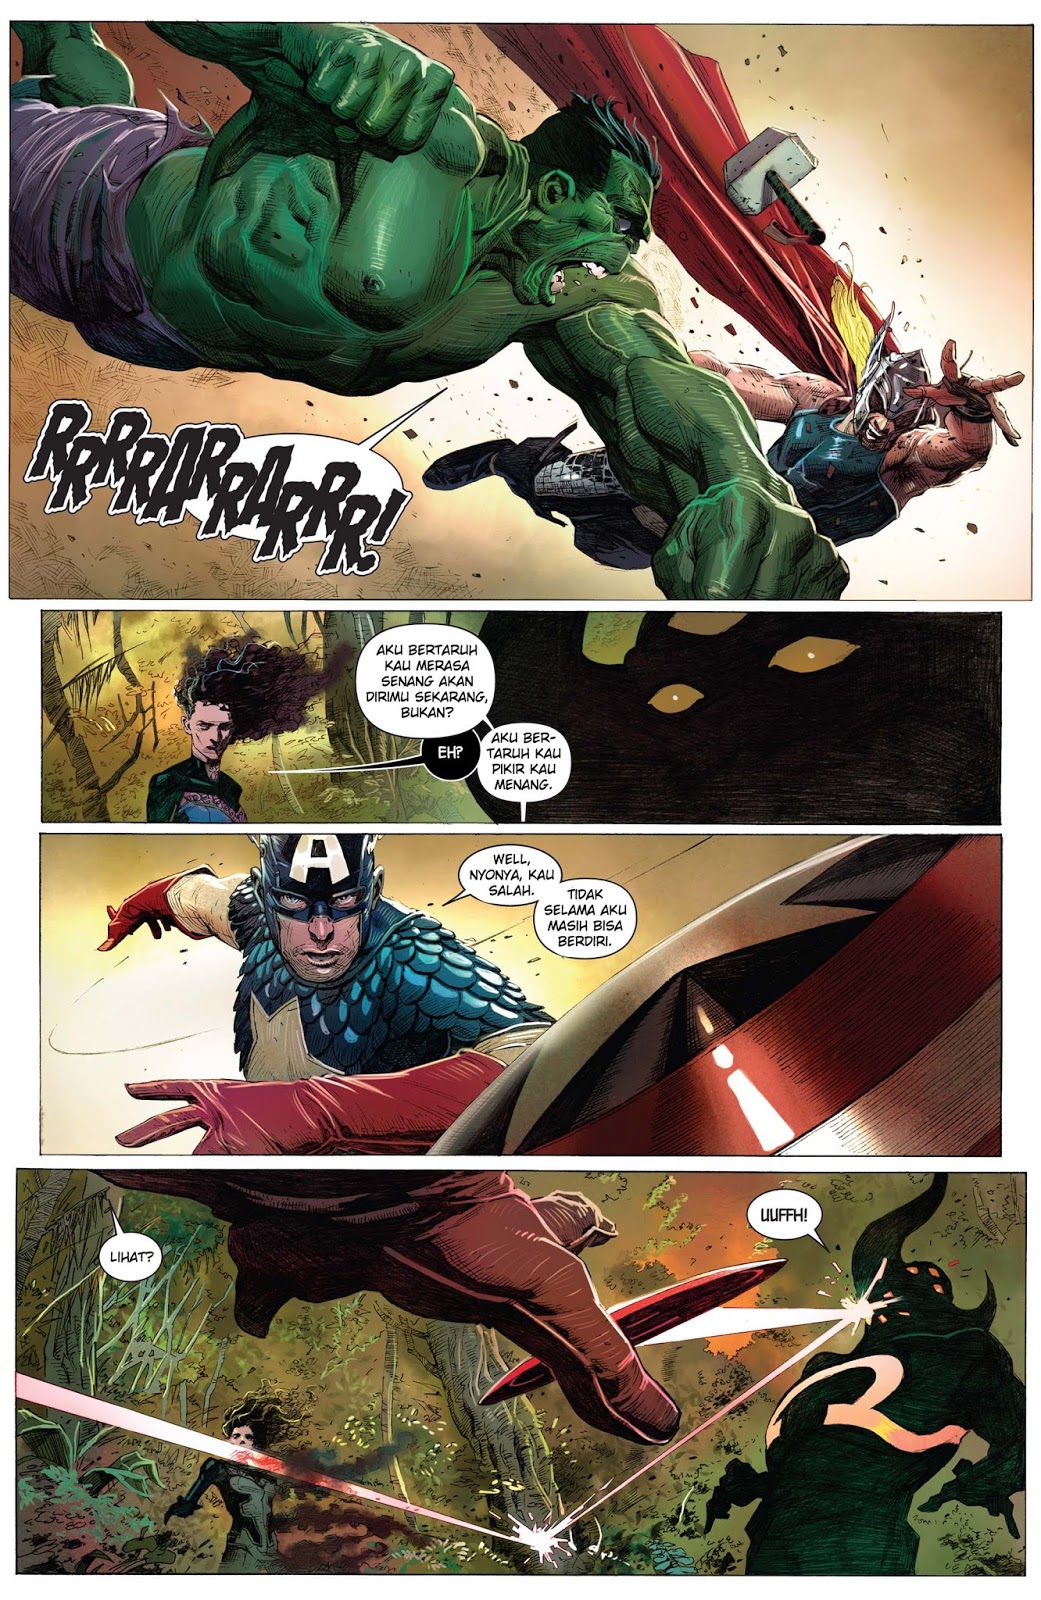 RRRRRARRARRRR!
AKU BERTARUH
KAU MERASA
SENANG AKAN
DIRIMU SEKARANG,
BUKAN?
EH?
AKU BER-
TARUH KAU
PIKIR KAU
MENANG.
A
WELL,
NYONYA, KAU
SALAH.
TIDAK
SELAMA AKU
MASIH BISA
BERDIRI.
LIHAT?
UUFFH!